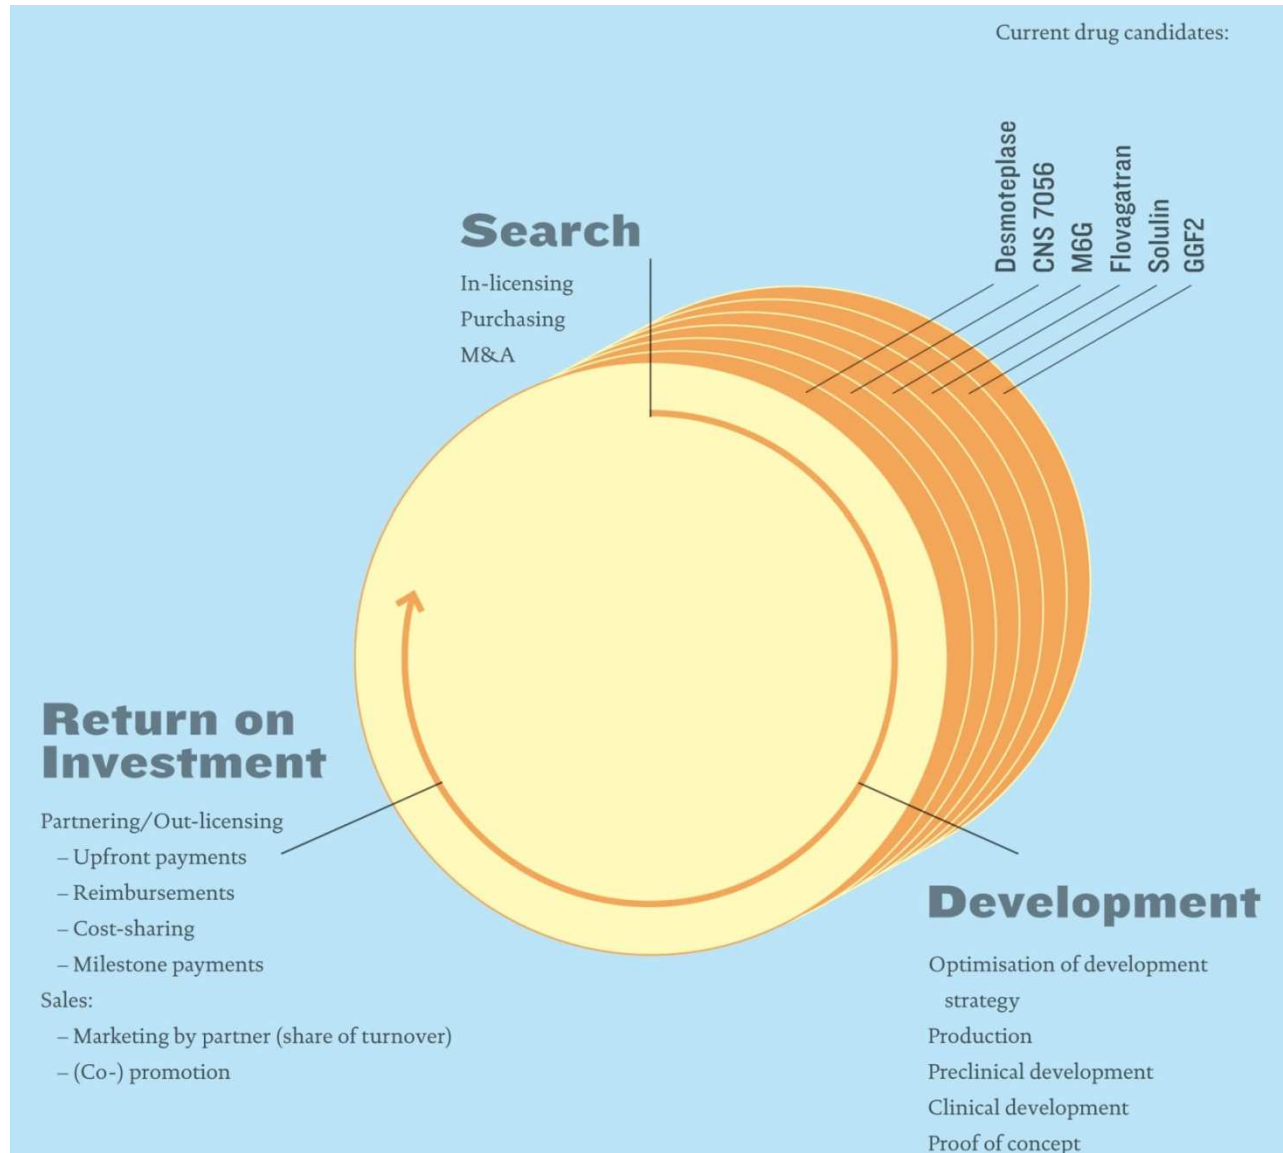 Current drug candidates:
Desmoteplase
CNS 7056
M6G
Flovagatran
Solulin
GGF2
Search
In-licensing
Purchasing
M&A
Return on
Investment
Partnering/Out-licensing
– Upfront payments
– Reimbursements
– Cost-sharing
– Milestone payments
Sales:
– Marketing by partner (share of turnover)
– (Co-) promotion
Development
Optimisation of development
strategy
Production
Preclinical development
Clinical development
Proof of concept